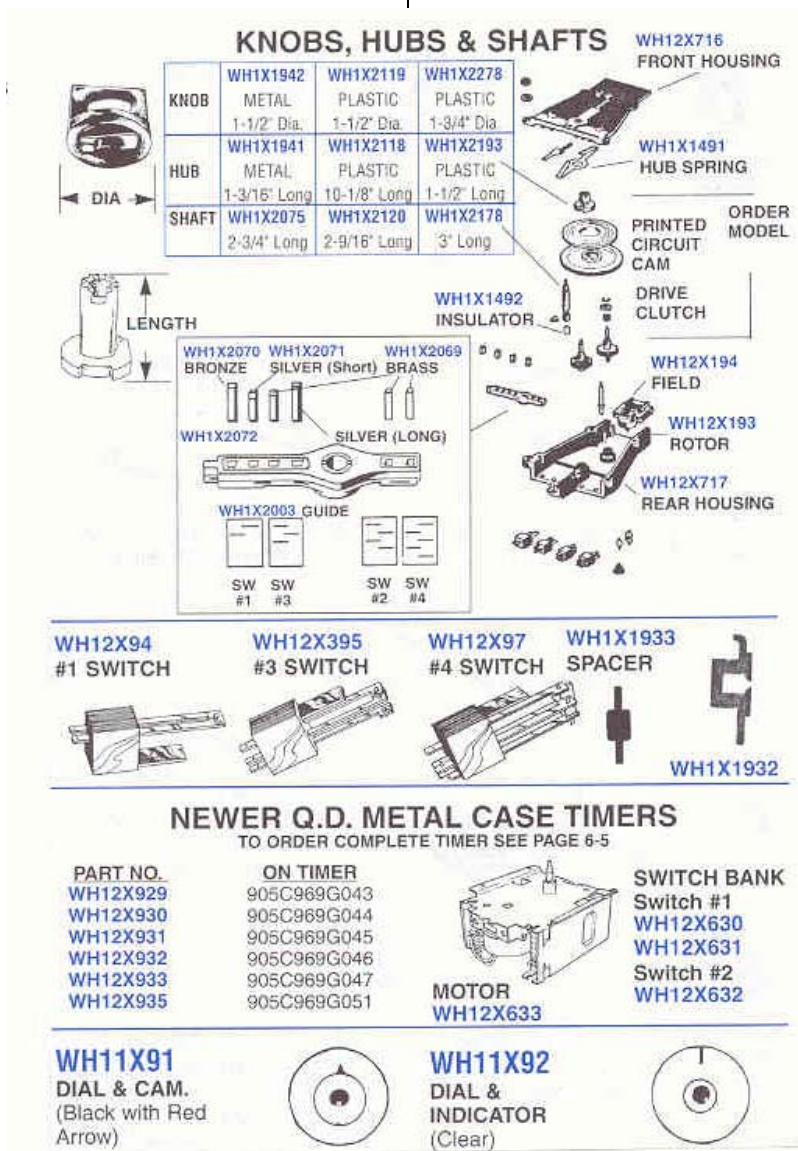 KNOBS, HUBS & SHAFTS
WH12X716
FRONT HOUSING
WH1X1942 WH1X2119 WH1X2278
KNOB METAL PLASTIC PLASTIC
1-1/2" Dia. 1-1/2" Dia. 1-3/4" Dia
WH1X1941 WH1X2118 WH1X2193
HUB METAL PLASTIC PLASTIC
1-3/16" Long 10-1/8" Long 1-1/2" Long
SHAFT WH1X2075 WH1X2120 WH1X2178
2-3/4" Long 2-9/16" Long 3" Long
DIA
WH1X1491
HUB SPRING
PRINTED
CIRCUIT
CAM
ORDER
MODEL
DRIVE
CLUTCH
WH1X1492
INSULATOR
LENGTH
WH1X2070 WH1X2071 WH1X2069
BRONZE SILVER (Short) BRASS
WH1X2072
SILVER (LONG)
WH1X2003 GUIDE
SW SW SW SW
#1 #3 #2 #4
WH12X194
FIELD
WH12X193
ROTOR
WH12X717
REAR HOUSING
WH12X94 WH12X395 WH12X97 WH1X1933
#1 SWITCH #3 SWITCH #4 SWITCH SPACER
WH1X1932
NEWER Q.D. METAL CASE TIMERS
TO ORDER COMPLETE TIMER SEE PAGE 6-5
PART NO. ON TIMER
WH12X929 905C969G043
WH12X930 905C969G044
WH12X931 905C969G045
WH12X932 905C969G046
WH12X933 905C969G047
WH12X935 905C969G051
MOTOR
WH12X633
SWITCH BANK
Switch #1
WH12X630
WH12X631
Switch #2
WH12X632
WH11X91
DIAL & CAM.
(Black with Red
Arrow)
WH11X92
DIAL &
INDICATOR
(Clear)